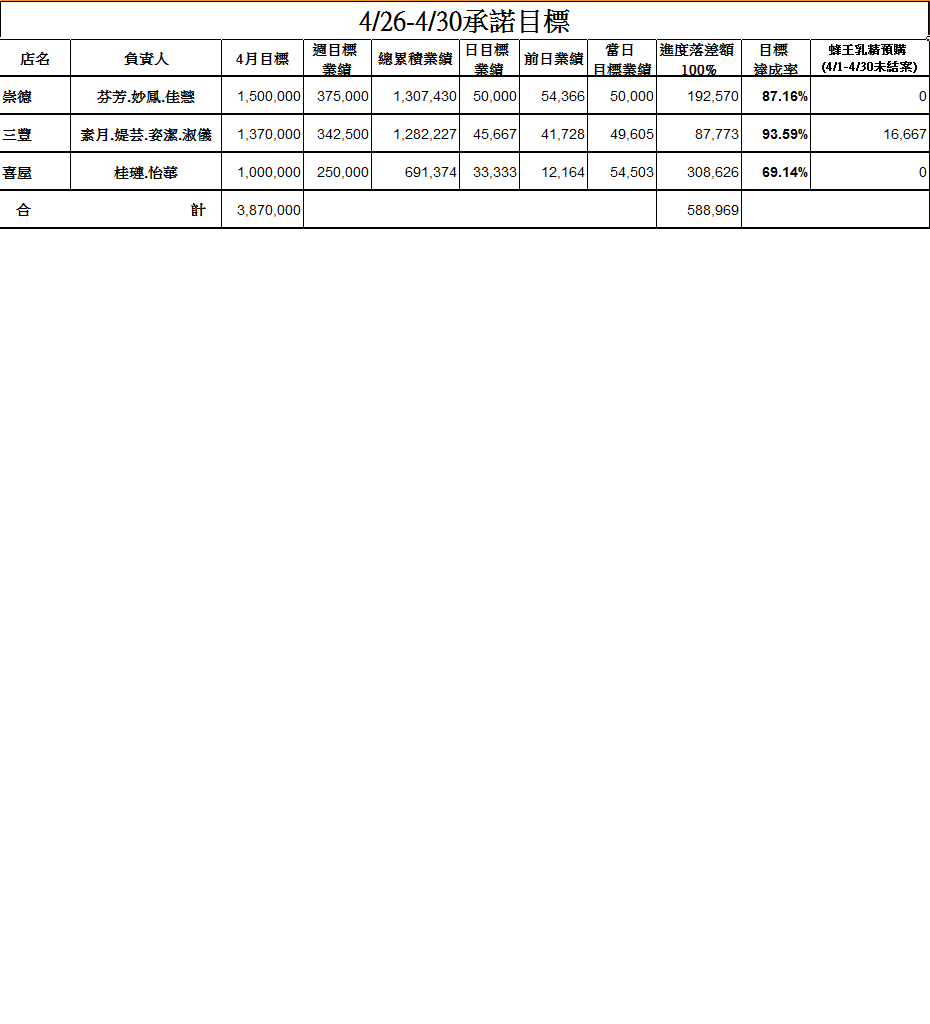 4/26-4/30承諾目標
店名 負責人 4月目標 週目標業績 總累積業績 日目標業績 前日業績 當日目標業績 進度落差額100% 目標達成率 蜂王乳精預購(4/1-4/30未結案)
崇德 芬芳.妙鳳.佳慧 1,500,000 375,000 1,307,430 50,000 54,366 50,000 192,570 87.16% 0
三豐 素月.媞芸.姿潔.淑儀 1,370,000 342,500 1,282,227 45,667 41,728 49,605 87,773 93.59% 16,667
喜屋 桂璉.怡華 1,000,000 250,000 691,374 33,333 12,164 54,503 308,626 69.14% 0
合 計 3,870,000 588,969